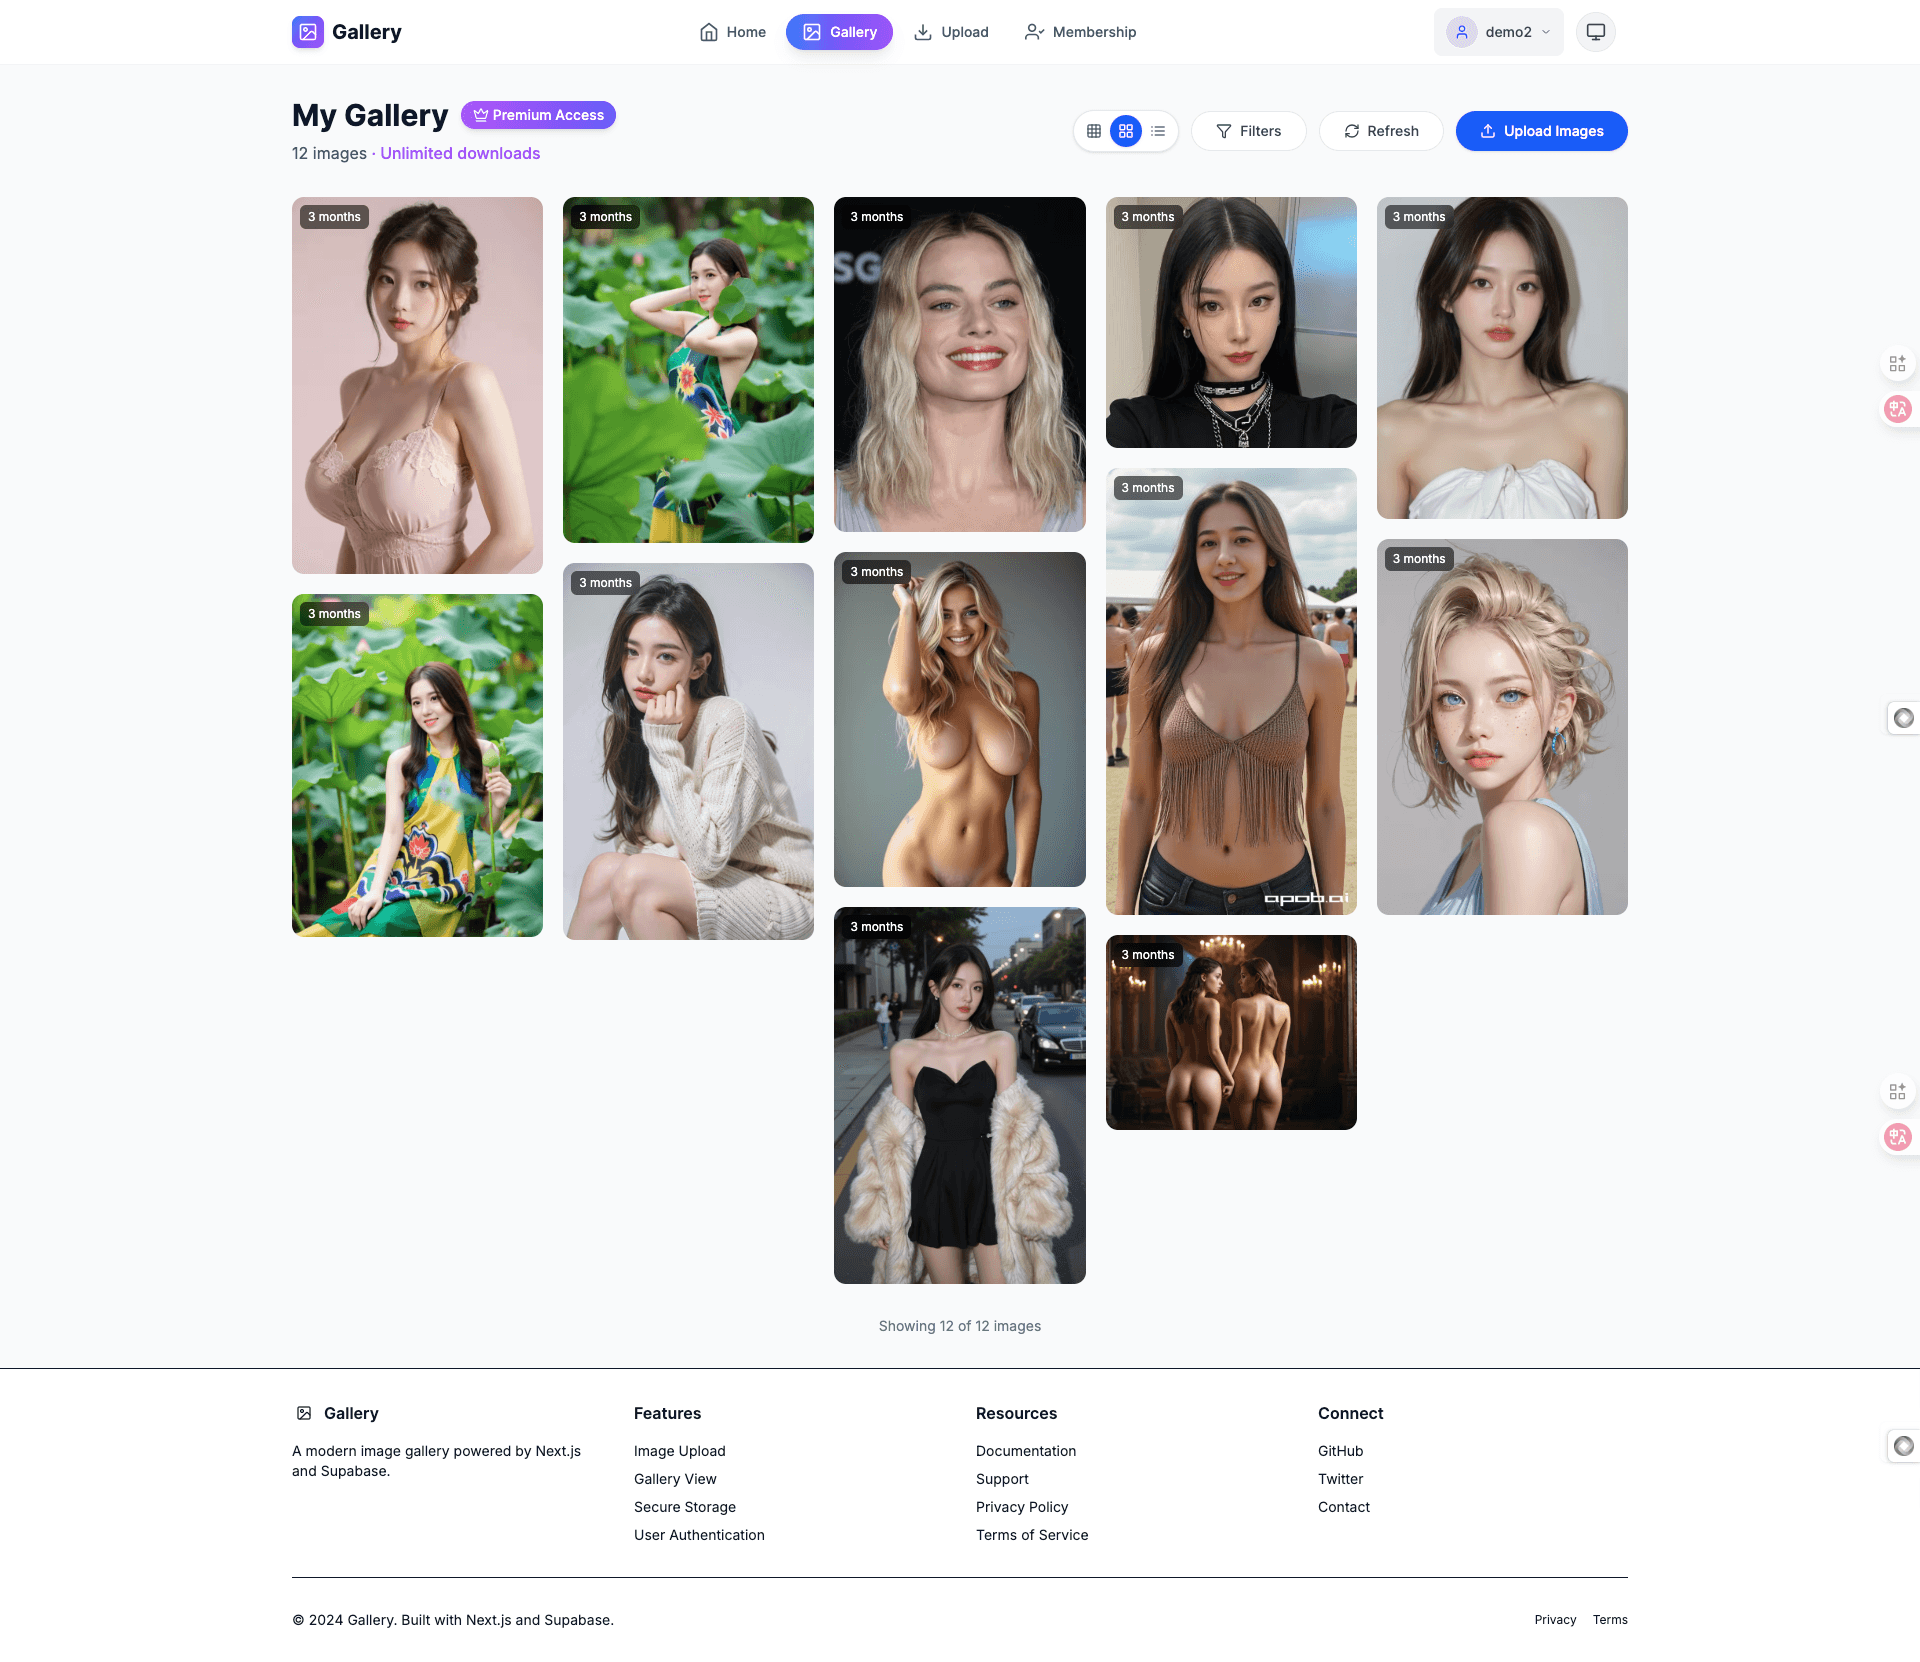 Gallery
Home
Gallery
Upload
Membership
demo2
My Gallery
Premium Access
12 images · Unlimited downloads
Filters
Refresh
Upload Images
3 months
3 months
3 months
SG
3 months
3 months
3 months
3 months
3 months
3 months
apob.ai
3 months
3 months
3 months
Showing 12 of 12 images
Gallery
A modern image gallery powered by Next.js
and Supabase.
Features
Image Upload
Gallery View
Secure Storage
User Authentication
Resources
Documentation
Support
Privacy Policy
Terms of Service
Connect
GitHub
Twitter
Contact
© 2024 Gallery. Built with Next.js and Supabase.
Privacy
Terms